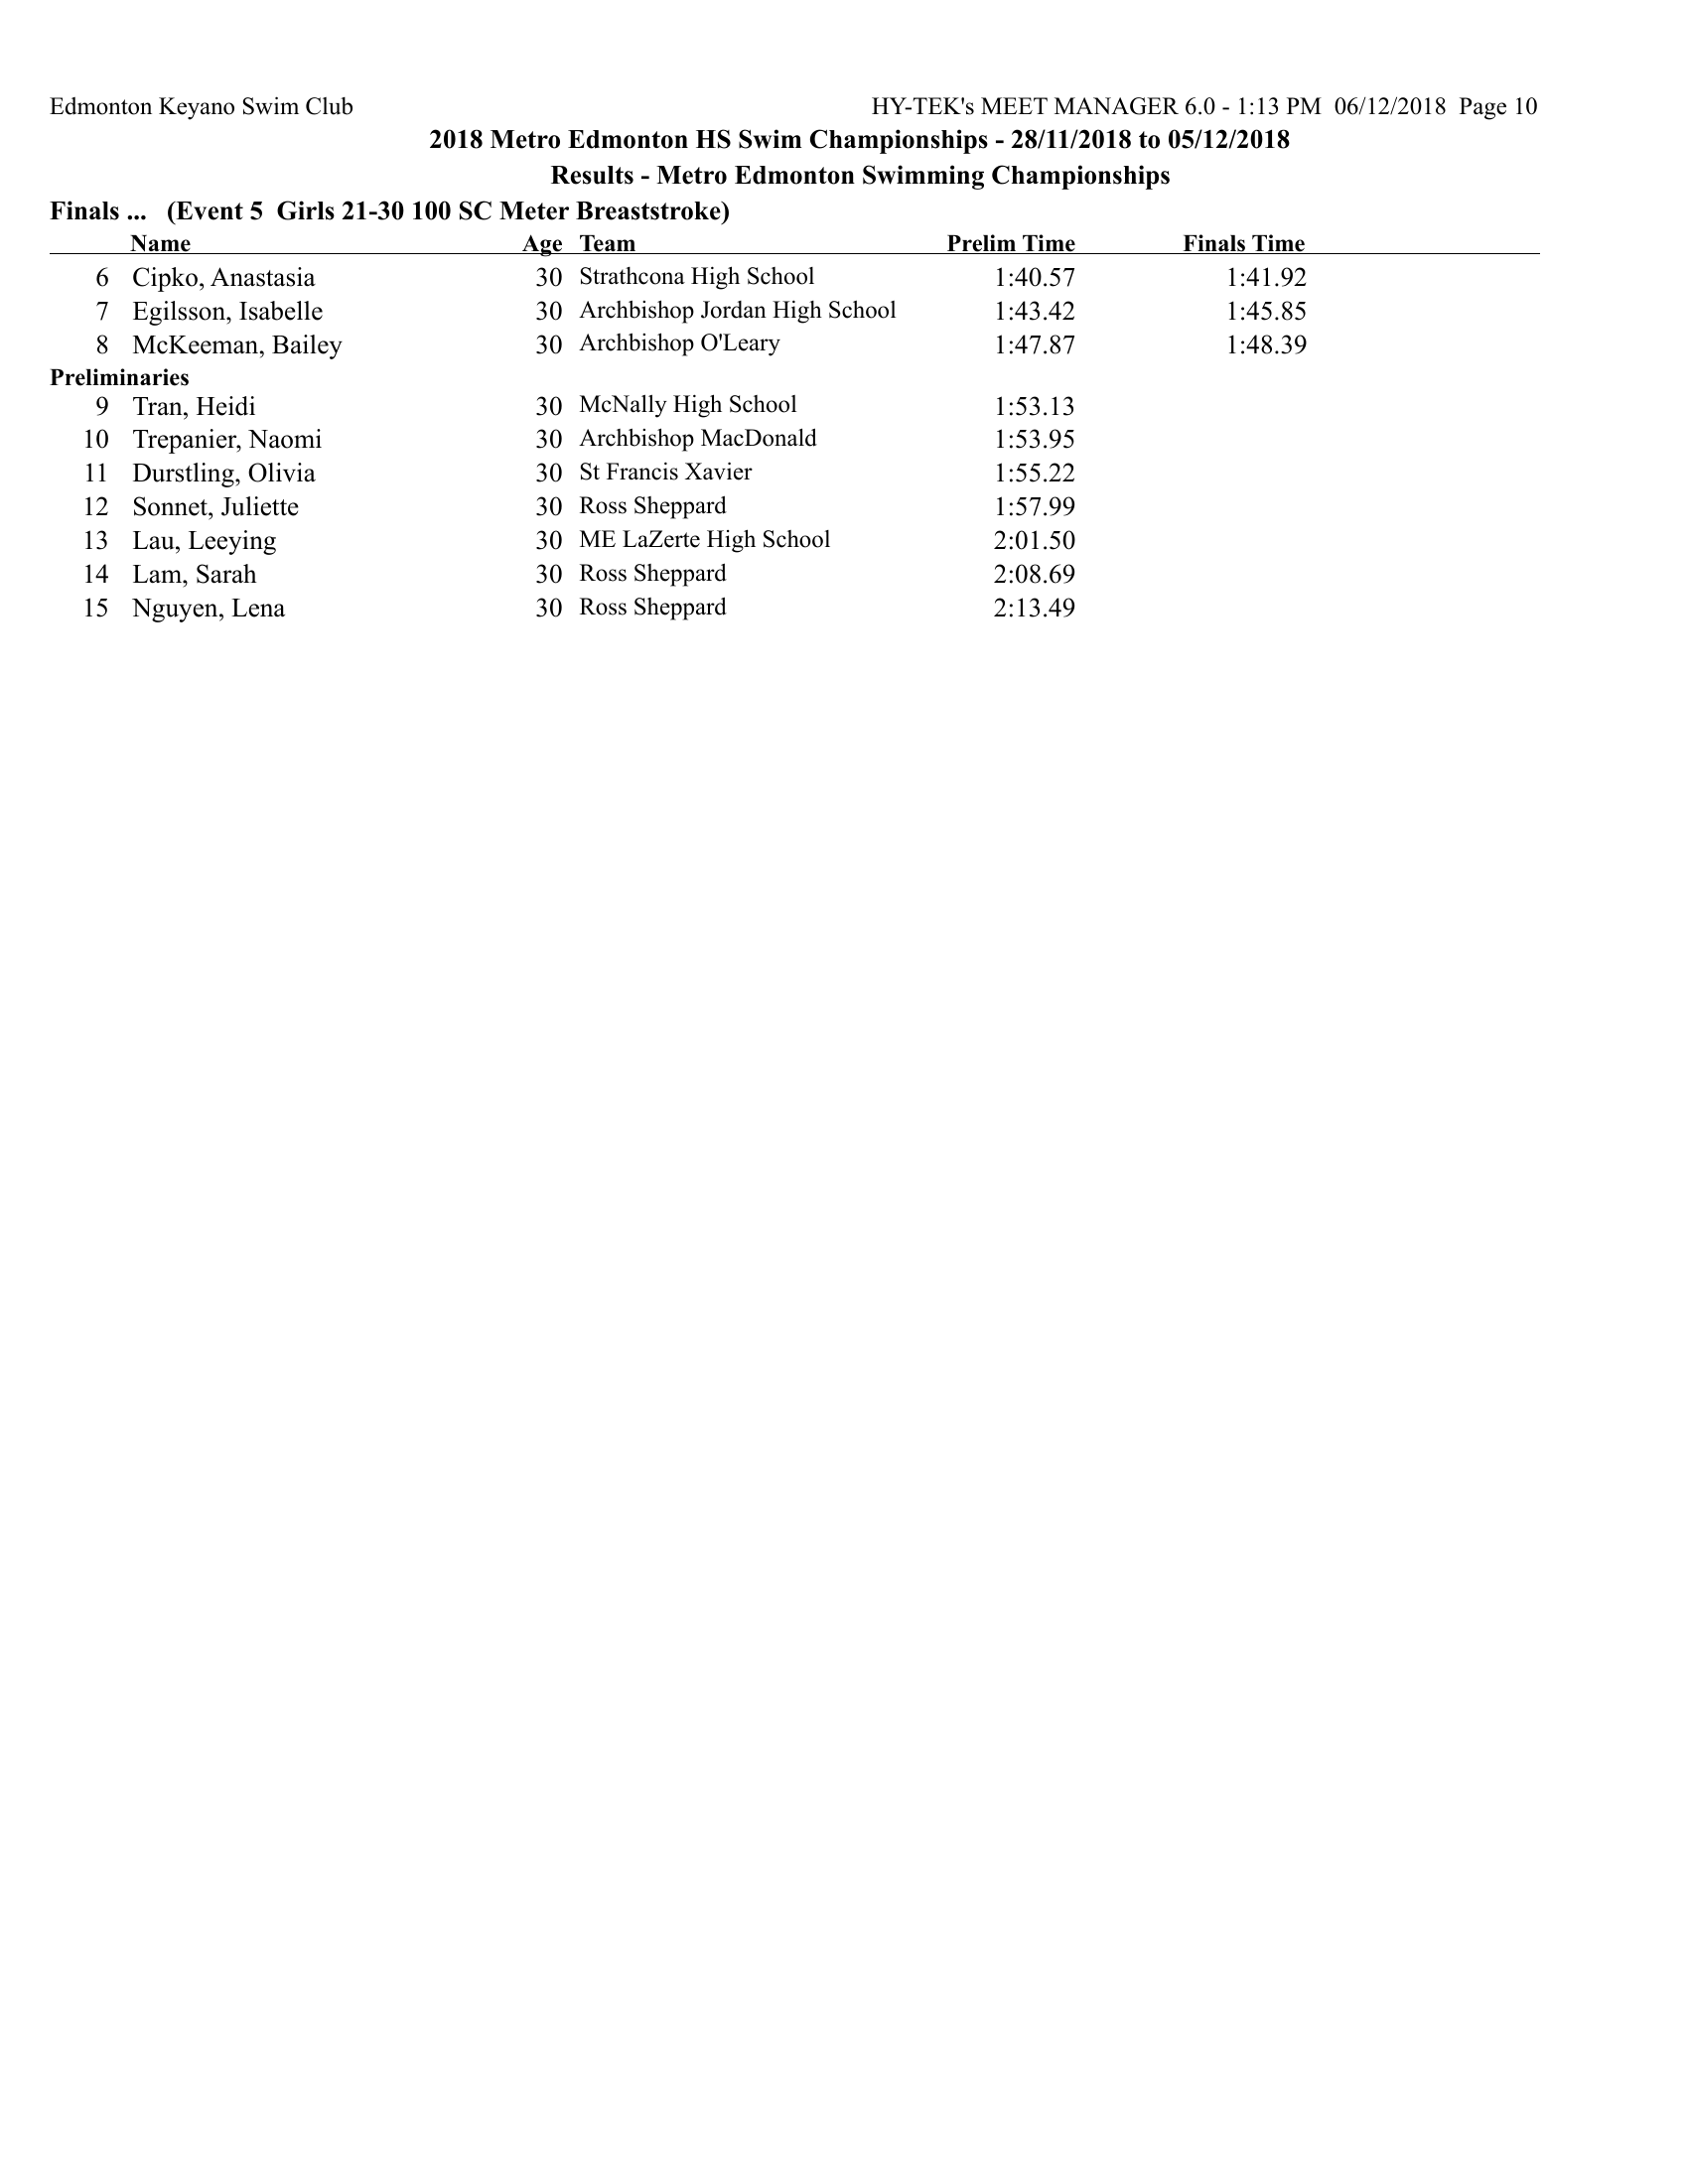 Edmonton Keyano Swim Club HY-TEK's MEET MANAGER 6.0 - 1:13 PM 06/12/2018 Page 10
2018 Metro Edmonton HS Swim Championships - 28/11/2018 to 05/12/2018
Results - Metro Edmonton Swimming Championships
Finals ... (Event 5 Girls 21-30 100 SC Meter Breaststroke)
Name Age Team Prelim Time Finals Time
6 Cipko, Anastasia 30 Strathcona High School 1:40.57 1:41.92
7 Egilsson, Isabelle 30 Archbishop Jordan High School 1:43.42 1:45.85
8 McKeeman, Bailey 30 Archbishop O'Leary 1:47.87 1:48.39
Preliminaries
9 Tran, Heidi 30 McNally High School 1:53.13
10 Trepanier, Naomi 30 Archbishop MacDonald 1:53.95
11 Durstling, Olivia 30 St Francis Xavier 1:55.22
12 Sonnet, Juliette 30 Ross Sheppard 1:57.99
13 Lau, Leeying 30 ME LaZerte High School 2:01.50
14 Lam, Sarah 30 Ross Sheppard 2:08.69
15 Nguyen, Lena 30 Ross Sheppard 2:13.49